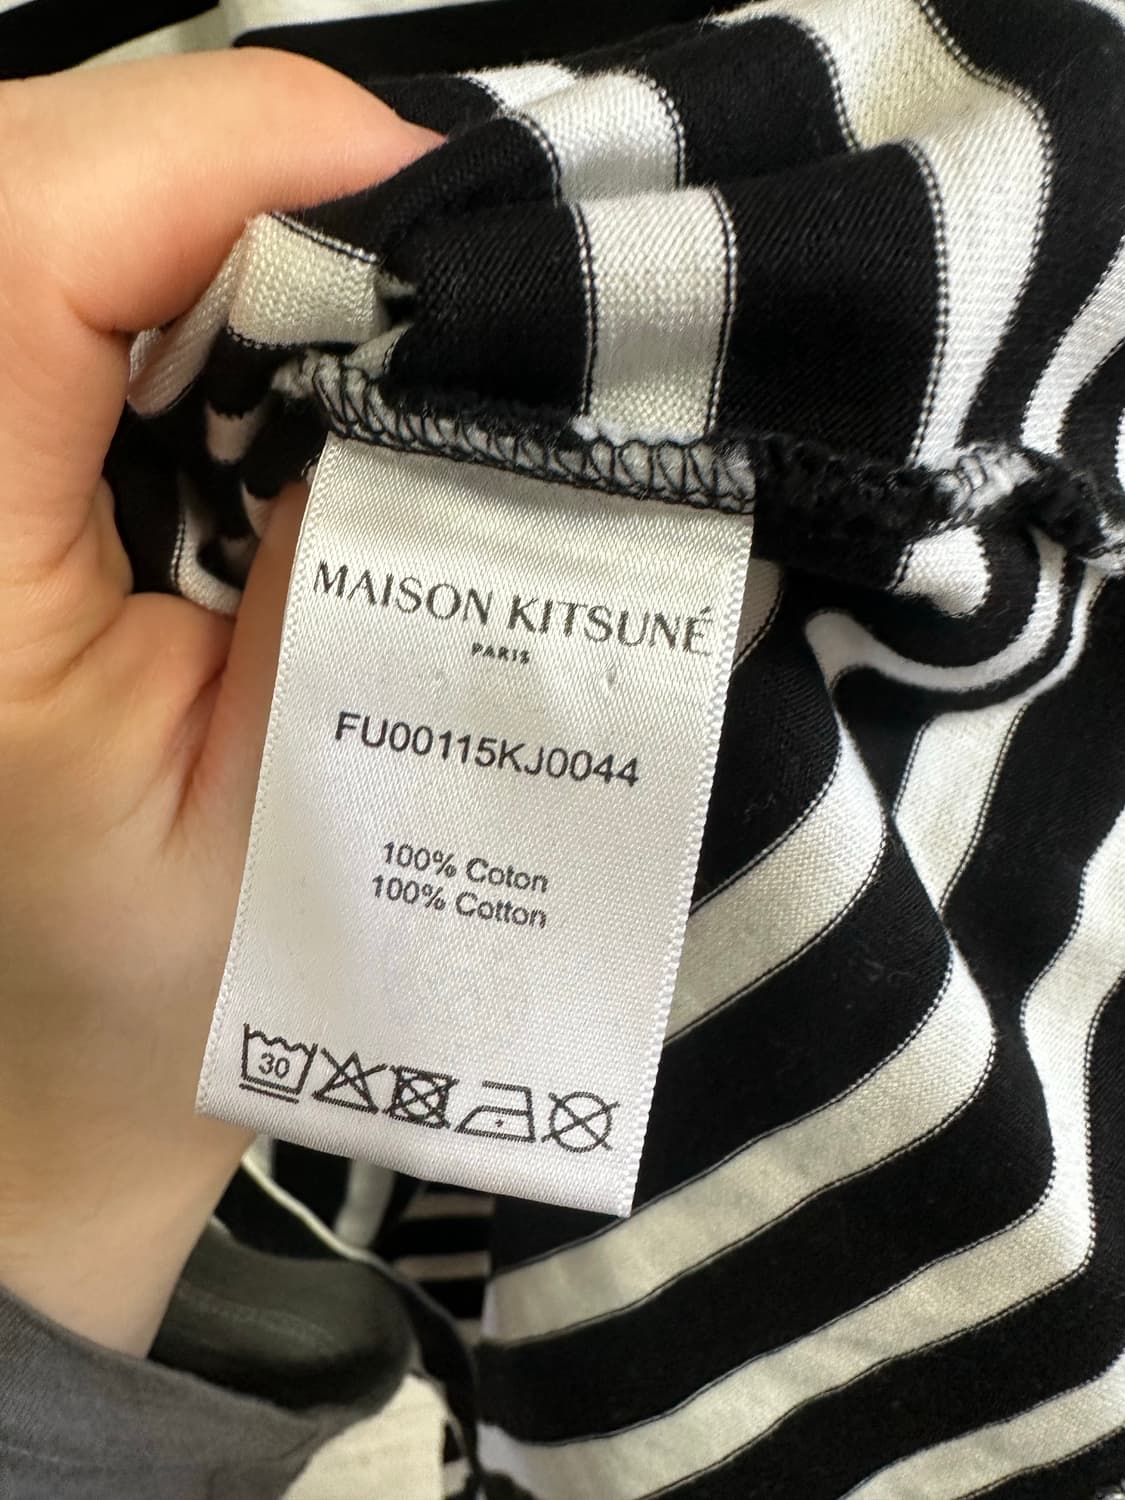 MAISON KITSUNÉ
PARIS
FU00115KJ0044
100% Coton
100% Cotton
30